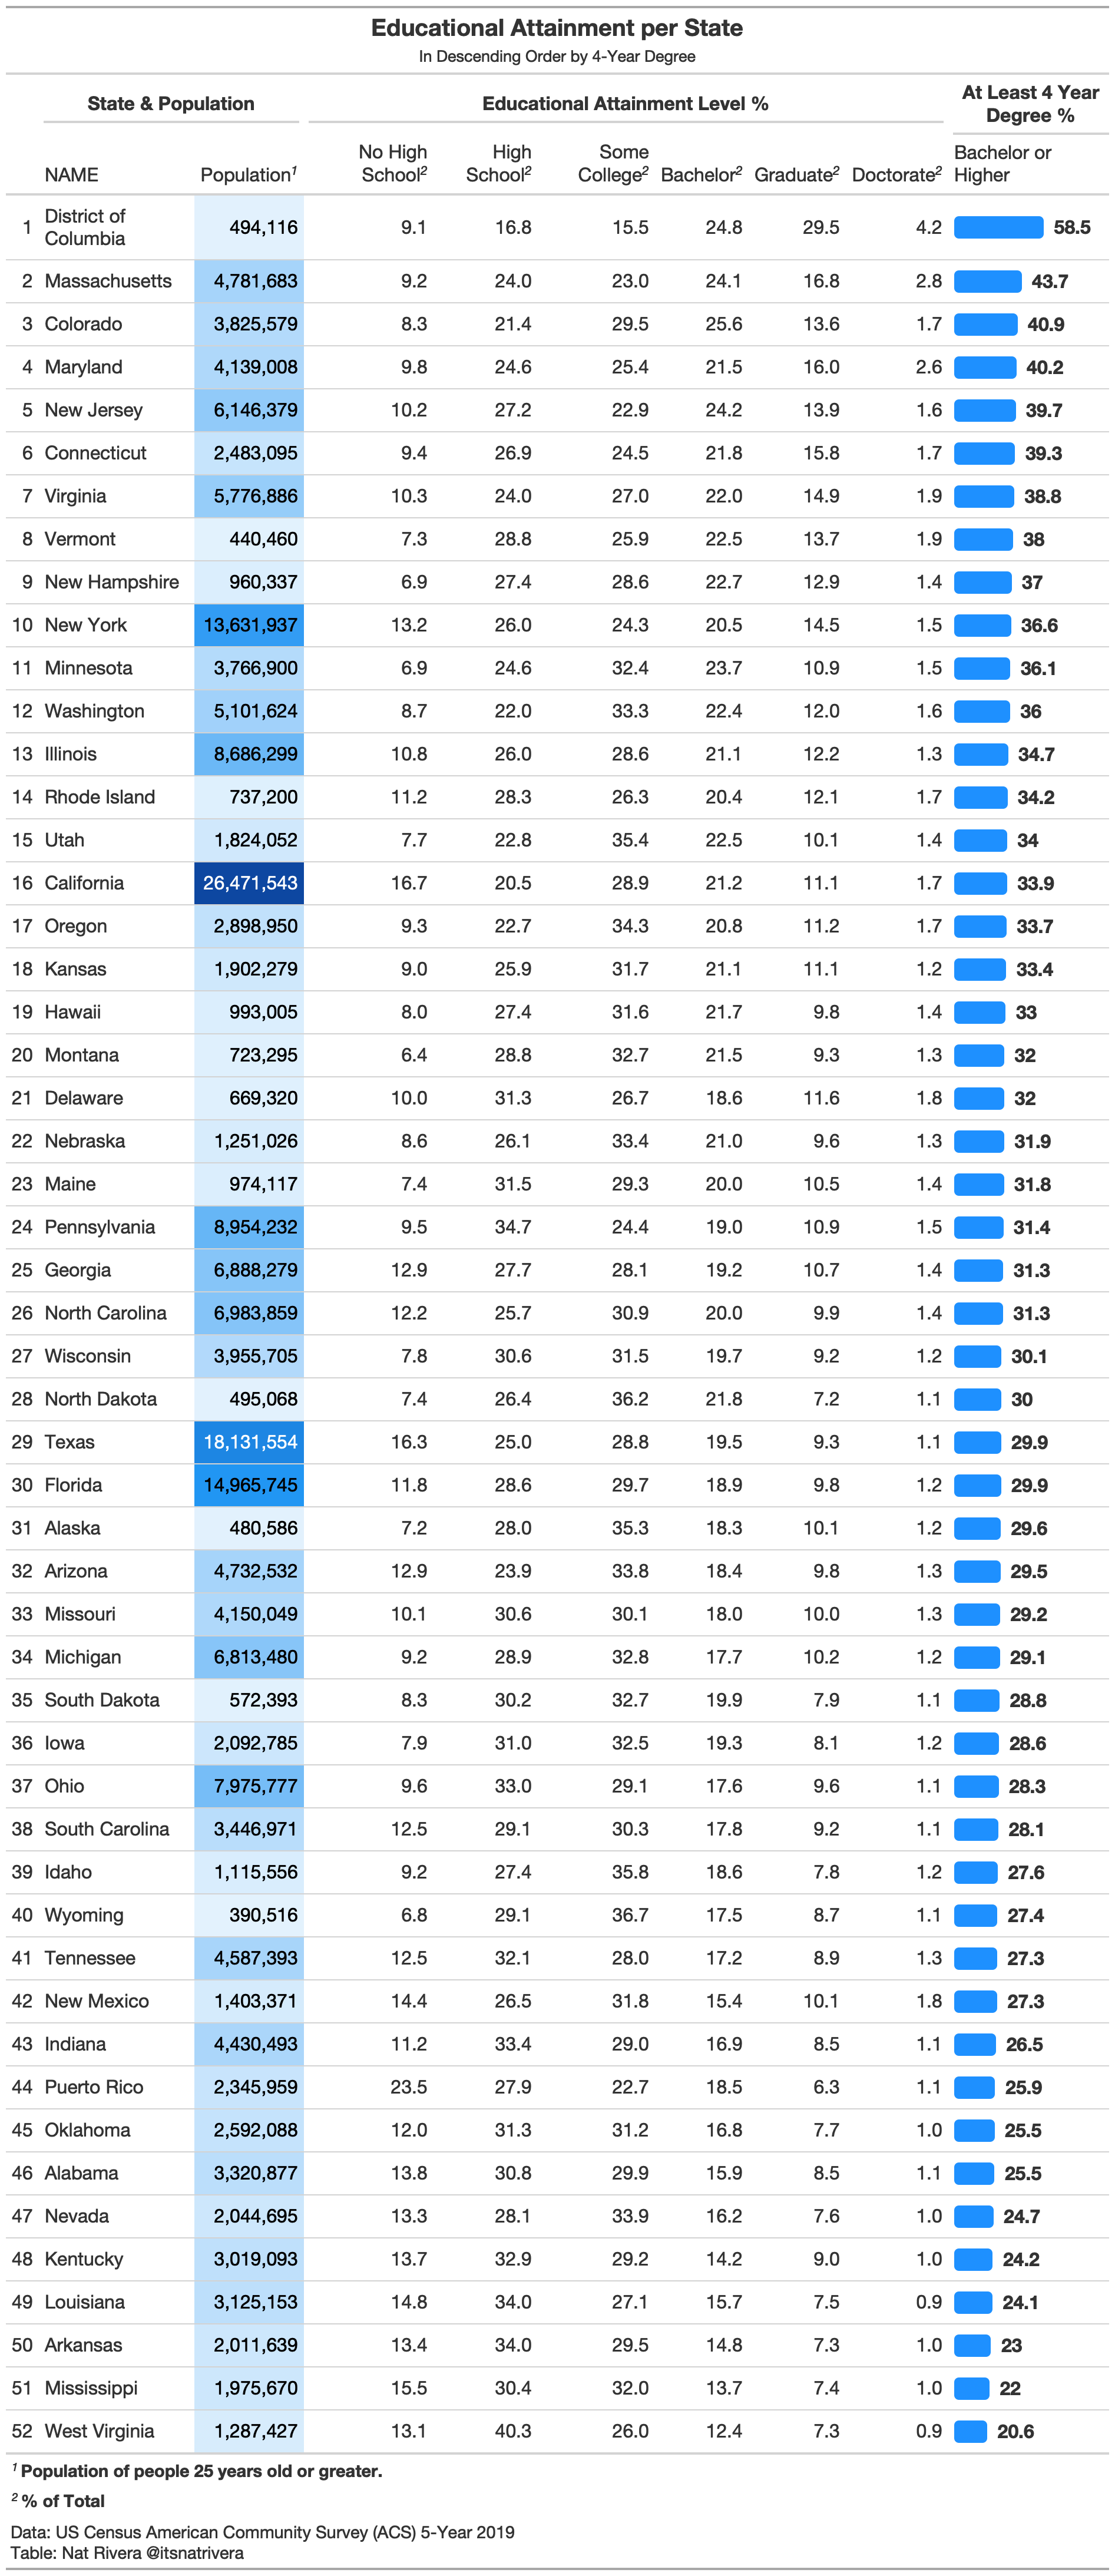 Educational Attainment per State
In Descending Order by 4-Year Degree
State & Population Educational Attainment Level % At Least 4 Year Degree %
NAME Population1 No High School2 High School2 Some College2 Bachelor2 Graduate2 Doctorate2 Bachelor or Higher
1 District of Columbia 494,116 9.1 16.8 15.5 24.8 29.5 4.2 58.5
2 Massachusetts 4,781,683 9.2 24.0 23.0 24.1 16.8 2.8 43.7
3 Colorado 3,825,579 8.3 21.4 29.5 25.6 13.6 1.7 40.9
4 Maryland 4,139,008 9.8 24.6 25.4 21.5 16.0 2.6 40.2
5 New Jersey 6,146,379 10.2 27.2 22.9 24.2 13.9 1.6 39.7
6 Connecticut 2,483,095 9.4 26.9 24.5 21.8 15.8 1.7 39.3
7 Virginia 5,776,886 10.3 24.0 27.0 22.0 14.9 1.9 38.8
8 Vermont 440,460 7.3 28.8 25.9 22.5 13.7 1.9 38
9 New Hampshire 960,337 6.9 27.4 28.6 22.7 12.9 1.4 37
10 New York 13,631,937 13.2 26.0 24.3 20.5 14.5 1.5 36.6
11 Minnesota 3,766,900 6.9 24.6 32.4 23.7 10.9 1.5 36.1
12 Washington 5,101,624 8.7 22.0 33.3 22.4 12.0 1.6 36
13 Illinois 8,686,299 10.8 26.0 28.6 21.1 12.2 1.3 34.7
14 Rhode Island 737,200 11.2 28.3 26.3 20.4 12.1 1.7 34.2
15 Utah 1,824,052 7.7 22.8 35.4 22.5 10.1 1.4 34
16 California 26,471,543 16.7 20.5 28.9 21.2 11.1 1.7 33.9
17 Oregon 2,898,950 9.3 22.7 34.3 20.8 11.2 1.7 33.7
18 Kansas 1,902,279 9.0 25.9 31.7 21.1 11.1 1.2 33.4
19 Hawaii 993,005 8.0 27.4 31.6 21.7 9.8 1.4 33
20 Montana 723,295 6.4 28.8 32.7 21.5 9.3 1.3 32
21 Delaware 669,320 10.0 31.3 26.7 18.6 11.6 1.8 32
22 Nebraska 1,251,026 8.6 26.1 33.4 21.0 9.6 1.3 31.9
23 Maine 974,117 7.4 31.5 29.3 20.0 10.5 1.4 31.8
24 Pennsylvania 8,954,232 9.5 34.7 24.4 19.0 10.9 1.5 31.4
25 Georgia 6,888,279 12.9 27.7 28.1 19.2 10.7 1.4 31.3
26 North Carolina 6,983,859 12.2 25.7 30.9 20.0 9.9 1.4 31.3
27 Wisconsin 3,955,705 7.8 30.6 31.5 19.7 9.2 1.2 30.1
28 North Dakota 495,068 7.4 26.4 36.2 21.8 7.2 1.1 30
29 Texas 18,131,554 16.3 25.0 28.8 19.5 9.3 1.1 29.9
30 Florida 14,965,745 11.8 28.6 29.7 18.9 9.8 1.2 29.9
31 Alaska 480,586 7.2 28.0 35.3 18.3 10.1 1.2 29.6
32 Arizona 4,732,532 12.9 23.9 33.8 18.4 9.8 1.3 29.5
33 Missouri 4,150,049 10.1 30.6 30.1 18.0 10.0 1.3 29.2
34 Michigan 6,813,480 9.2 28.9 32.8 17.7 10.2 1.2 29.1
35 South Dakota 572,393 8.3 30.2 32.7 19.9 7.9 1.1 28.8
36 Iowa 2,092,785 7.9 31.0 32.5 19.3 8.1 1.2 28.6
37 Ohio 7,975,777 9.6 33.0 29.1 17.6 9.6 1.1 28.3
38 South Carolina 3,446,971 12.5 29.1 30.3 17.8 9.2 1.1 28.1
39 Idaho 1,115,556 9.2 27.4 35.8 18.6 7.8 1.2 27.6
40 Wyoming 390,516 6.8 29.1 36.7 17.5 8.7 1.1 27.4
41 Tennessee 4,587,393 12.5 32.1 28.0 17.2 8.9 1.3 27.3
42 New Mexico 1,403,371 14.4 26.5 31.8 15.4 10.1 1.8 27.3
43 Indiana 4,430,493 11.2 33.4 29.0 16.9 8.5 1.1 26.5
44 Puerto Rico 2,345,959 23.5 27.9 22.7 18.5 6.3 1.1 25.9
45 Oklahoma 2,592,088 12.0 31.3 31.2 16.8 7.7 1.0 25.5
46 Alabama 3,320,877 13.8 30.8 29.9 15.9 8.5 1.1 25.5
47 Nevada 2,044,695 13.3 28.1 33.9 16.2 7.6 1.0 24.7
48 Kentucky 3,019,093 13.7 32.9 29.2 14.2 9.0 1.0 24.2
49 Louisiana 3,125,153 14.8 34.0 27.1 15.7 7.5 0.9 24.1
50 Arkansas 2,011,639 13.4 34.0 29.5 14.8 7.3 1.0 23
51 Mississippi 1,975,670 15.5 30.4 32.0 13.7 7.4 1.0 22
52 West Virginia 1,287,427 13.1 40.3 26.0 12.4 7.3 0.9 20.6
1 Population of people 25 years old or greater.
2 % of Total
Data: US Census American Community Survey (ACS) 5-Year 2019
Table: Nat Rivera @itsnatrivera